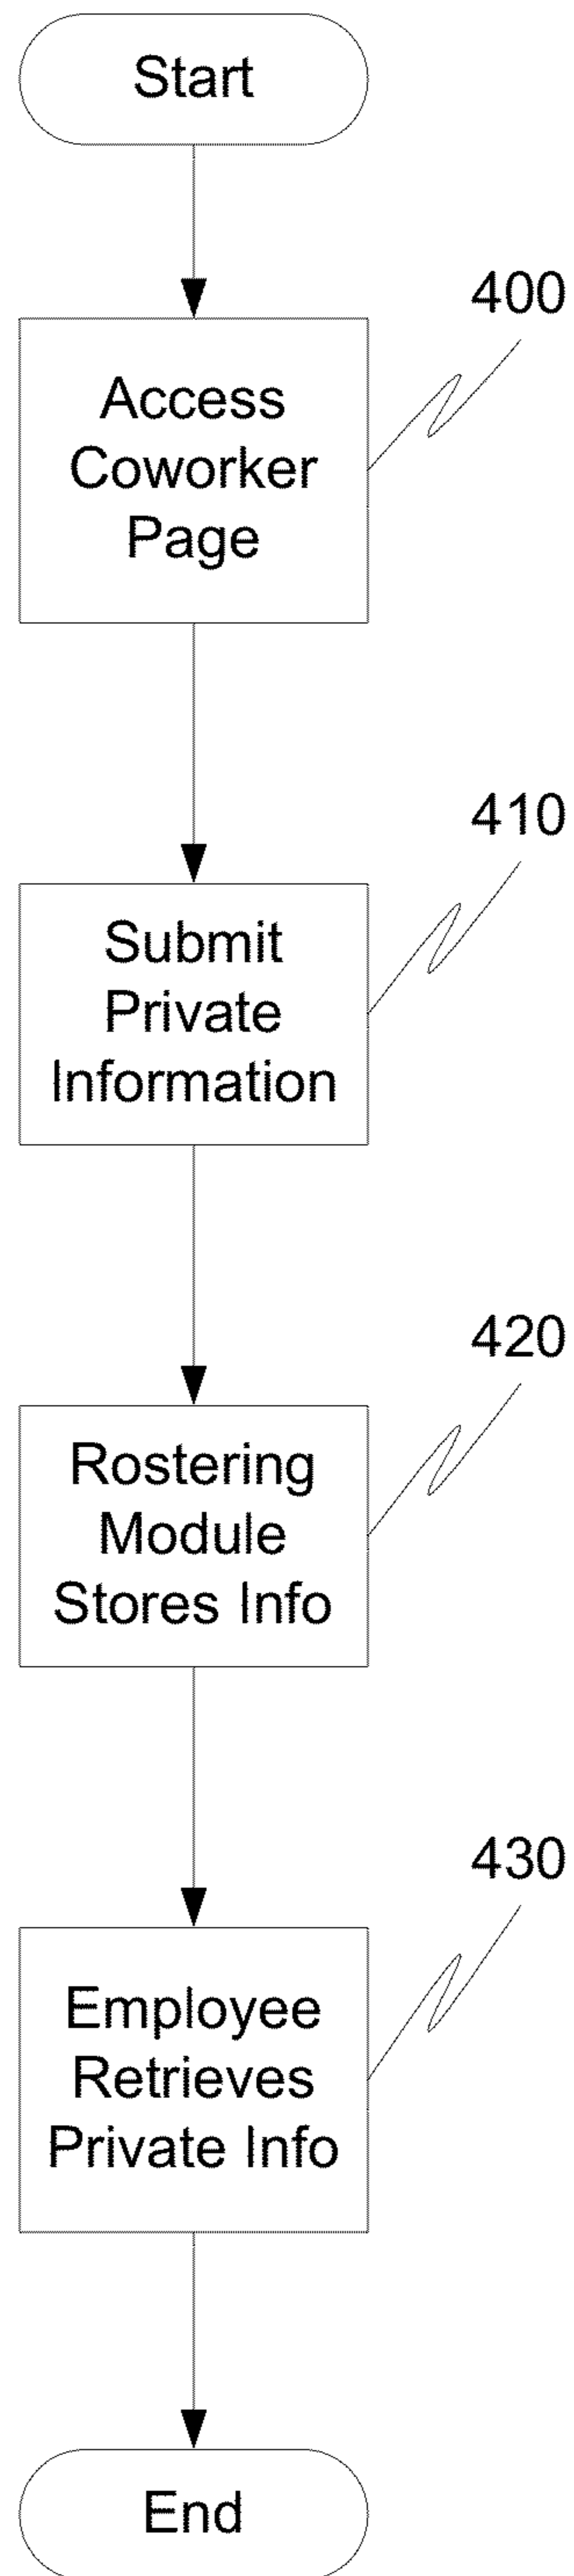 Start
400
Access
Coworker
Page
410
Submit
Private
Information
420
Rostering
Module
Stores Info
430
Employee
Retrieves
Private Info
End